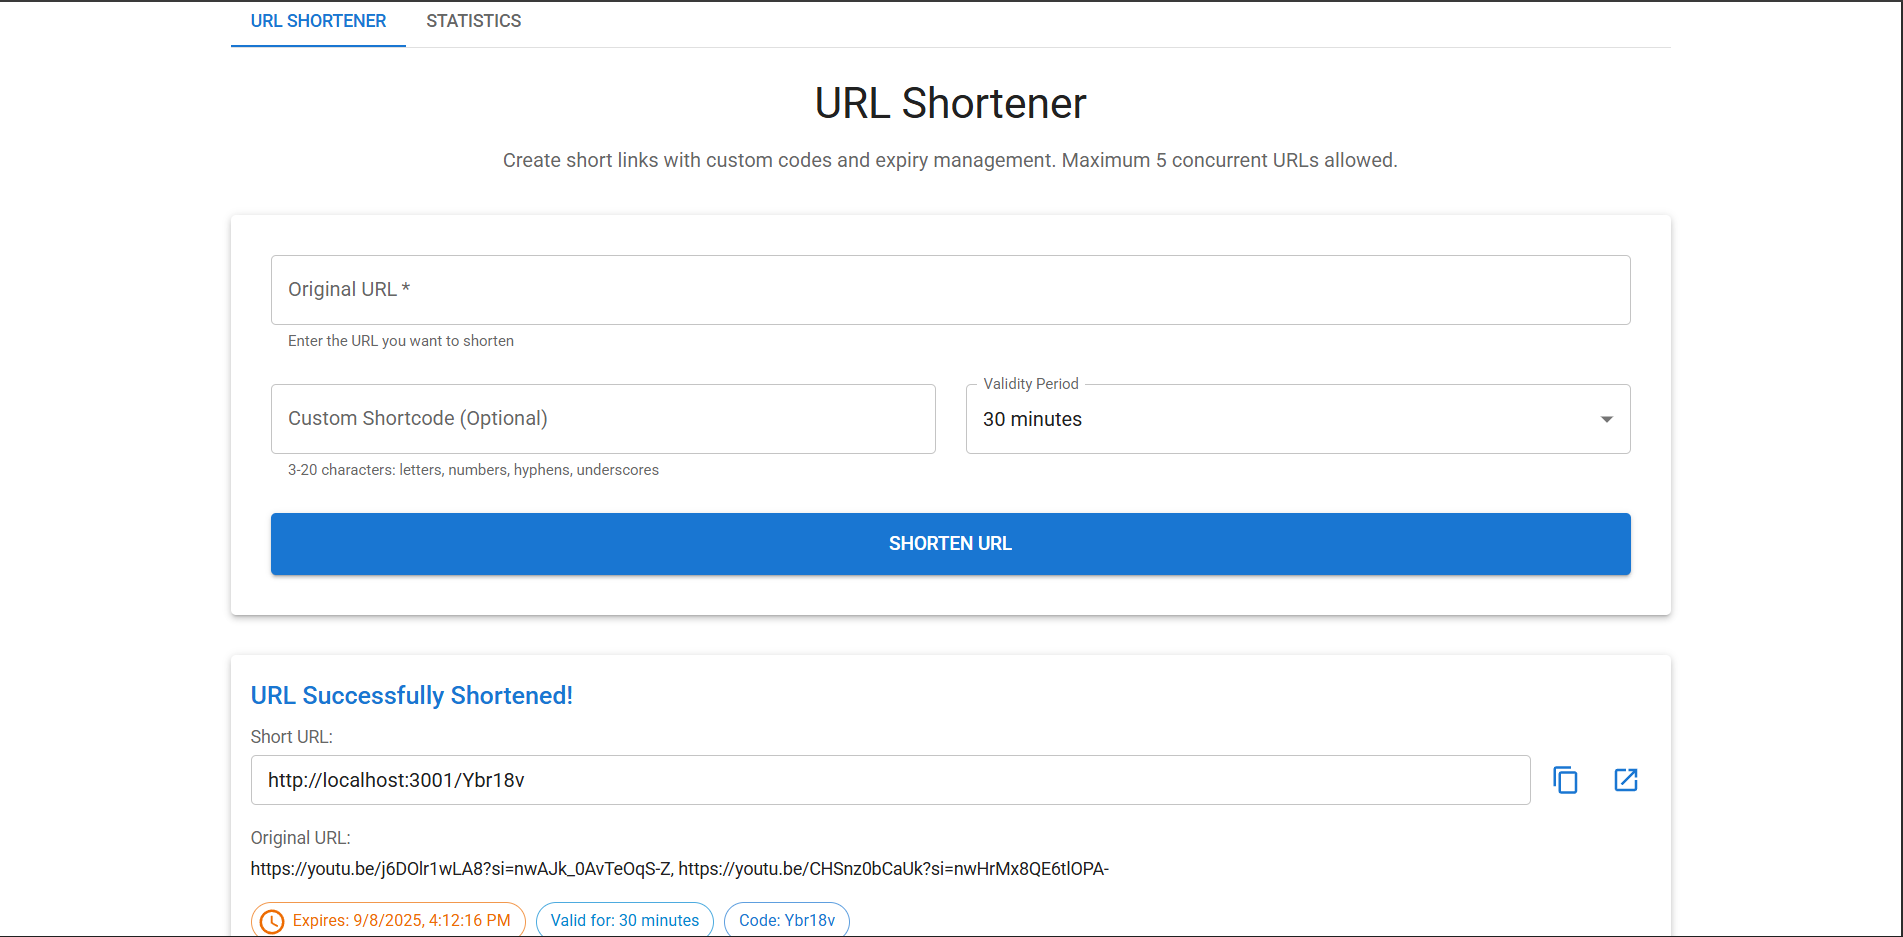 URL SHORTENER STATISTICS
URL Shortener
Create short links with custom codes and expiry management. Maximum 5 concurrent URLs allowed.
Original URL *
Enter the URL you want to shorten
Validity Period
Custom Shortcode (Optional) 30 minutes
3-20 characters: letters, numbers, hyphens, underscores
SHORTEN URL
URL Successfully Shortened!
Short URL:
http://localhost:3001/Ybr18v
Original URL:
https://youtu.be/j6DOlr1wLA8?si=nwAJk_0AvTeOqS-Z, https://youtu.be/CHSnz0bCaUk?si=nwHrMx8QE6tlOPA-
Expires: 9/8/2025, 4:12:16 PM Valid for: 30 minutes Code: Ybr18v